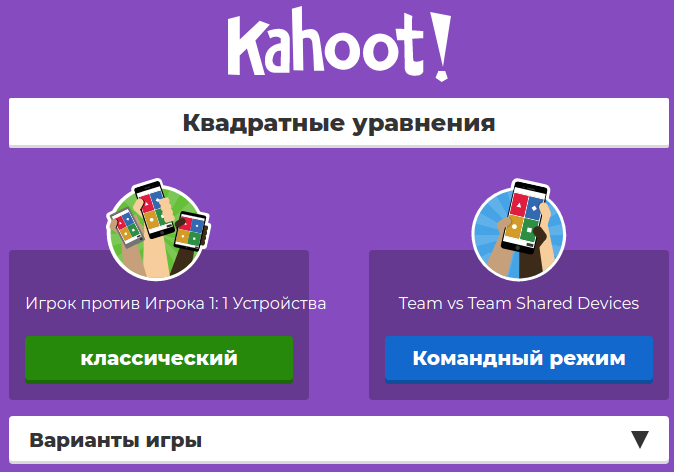 Kahoot!
Квадратные уравнения
Игрок против Игрока 1: 1 Устройства
Team vs Team Shared Devices
классический
Командный режим
Варианты игры